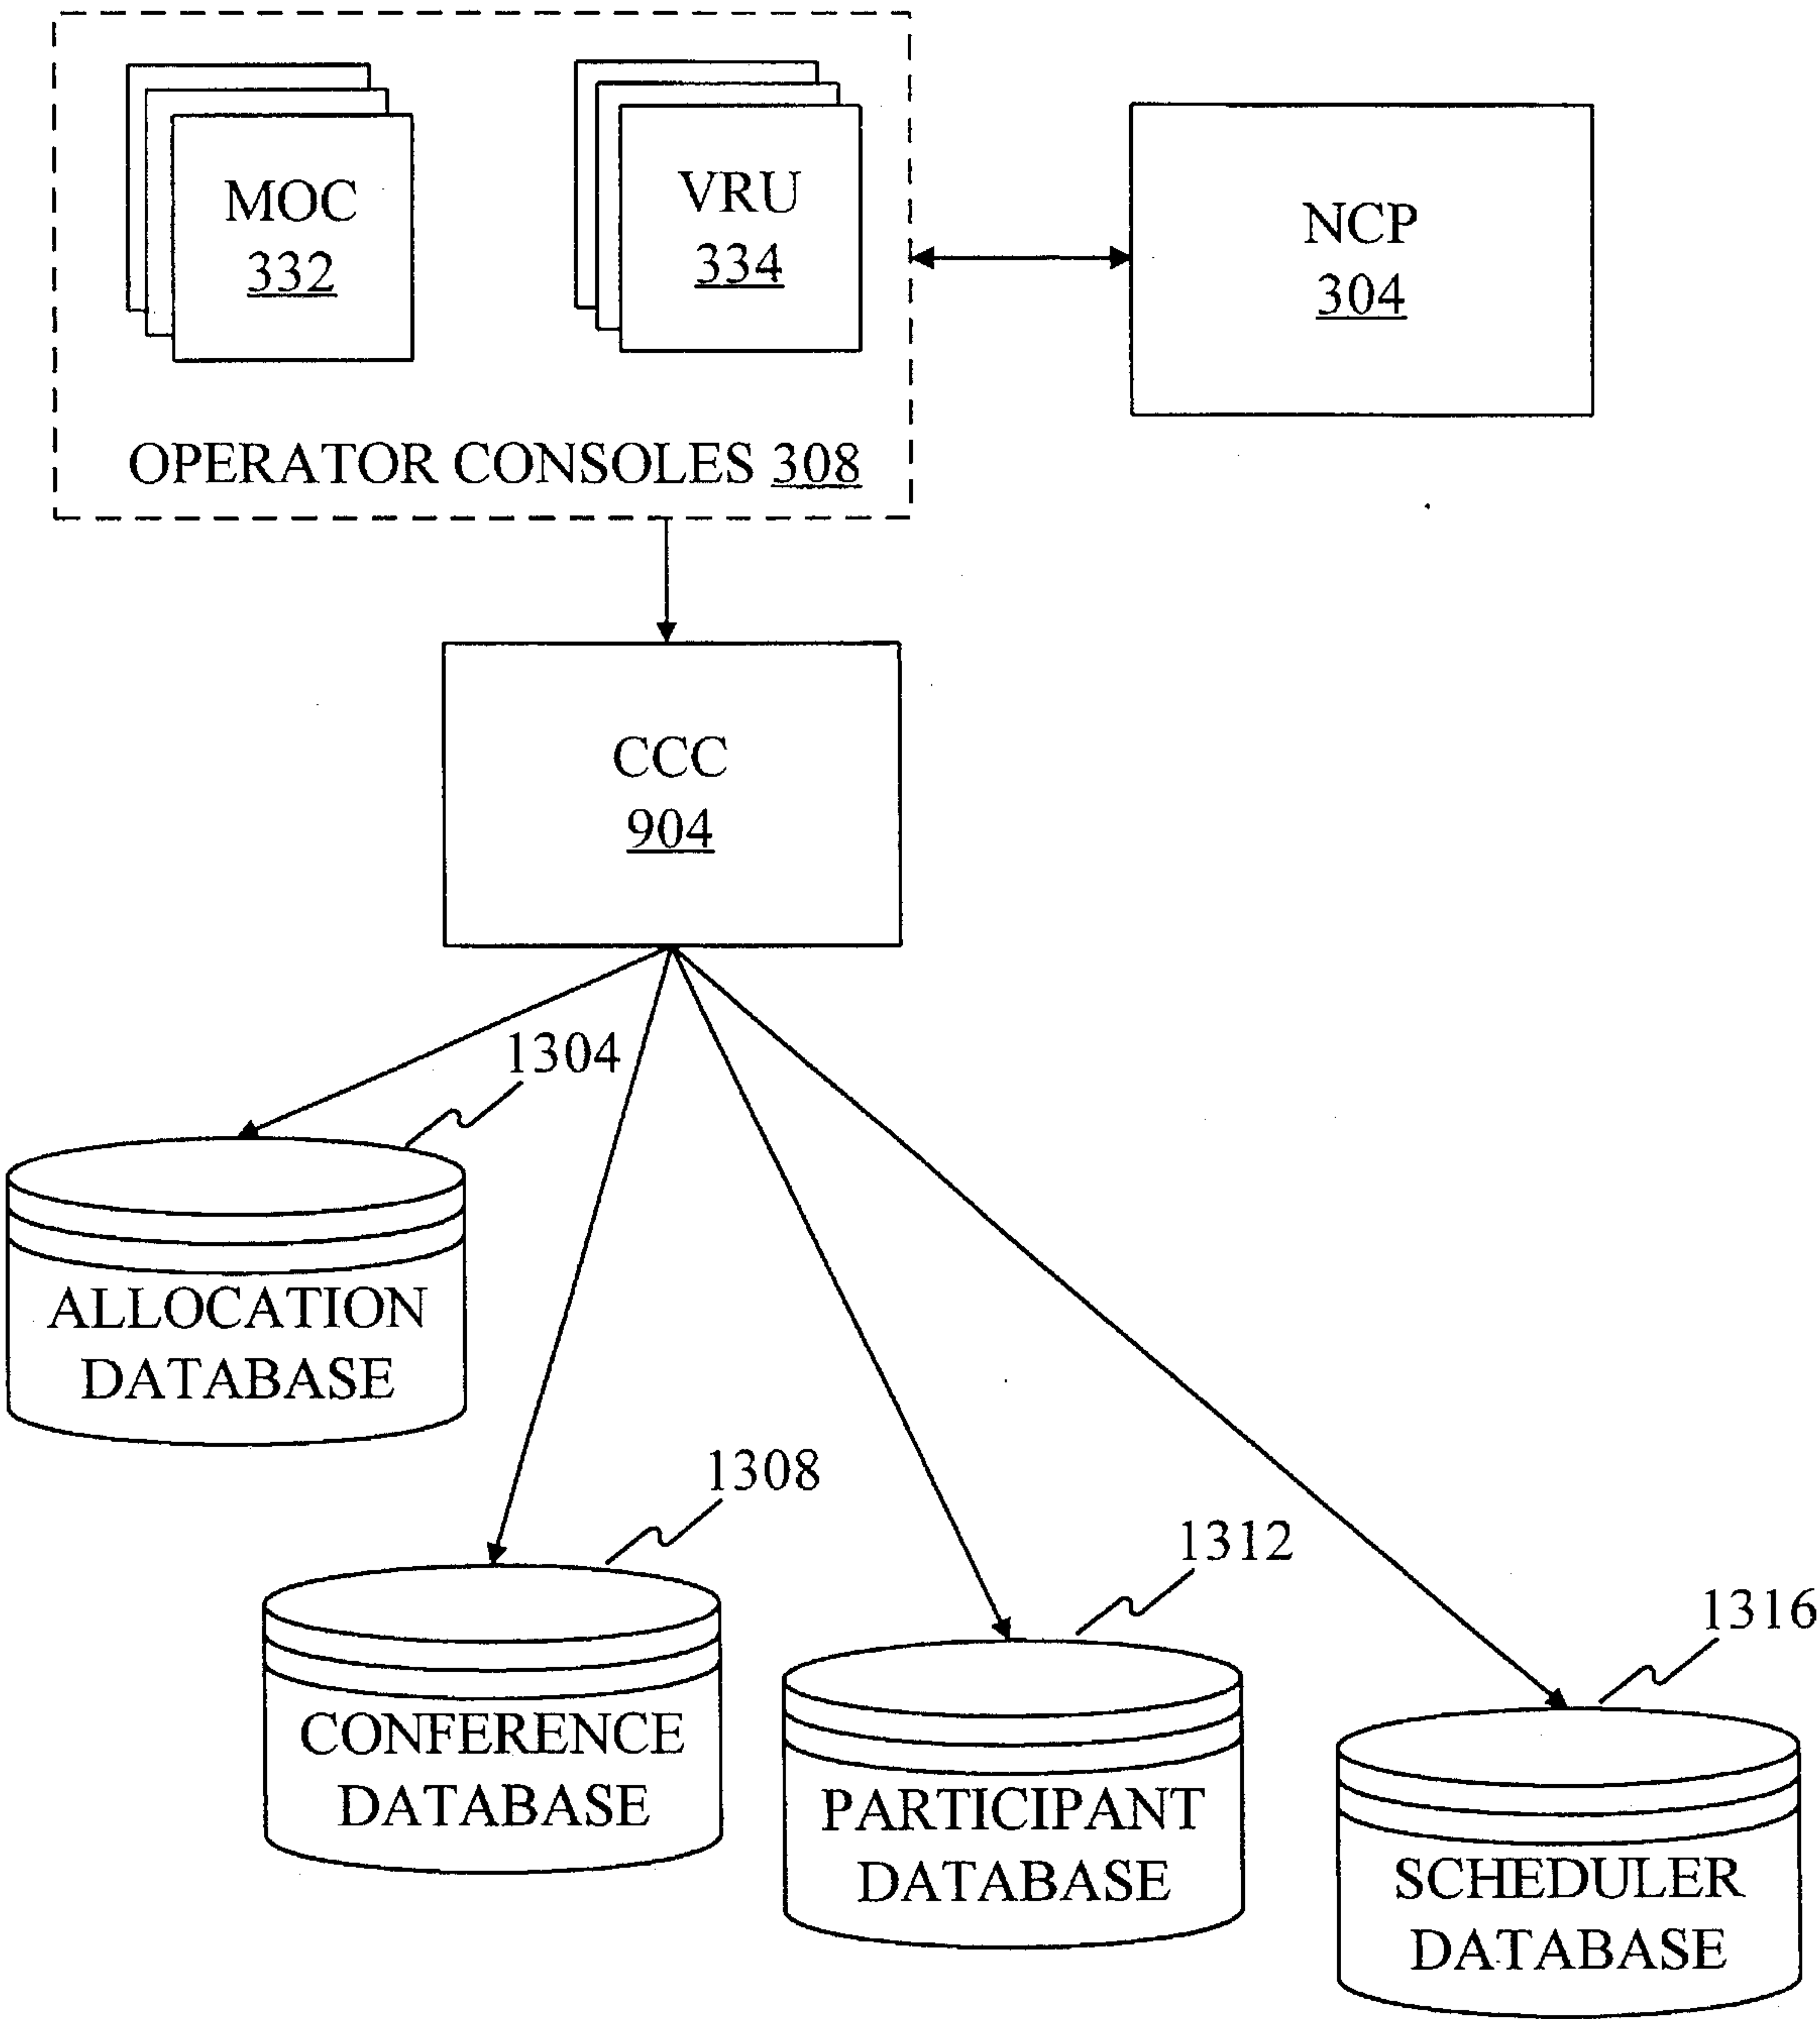 MOC
332
VRU
334
NCP
304
OPERATOR CONSOLES 308
CCC
904
1304
ALLOCATION
DATABASE
1308
CONFERENCE
DATABASE
1312
PARTICIPANT
DATABASE
1316
SCHEDULER
DATABASE